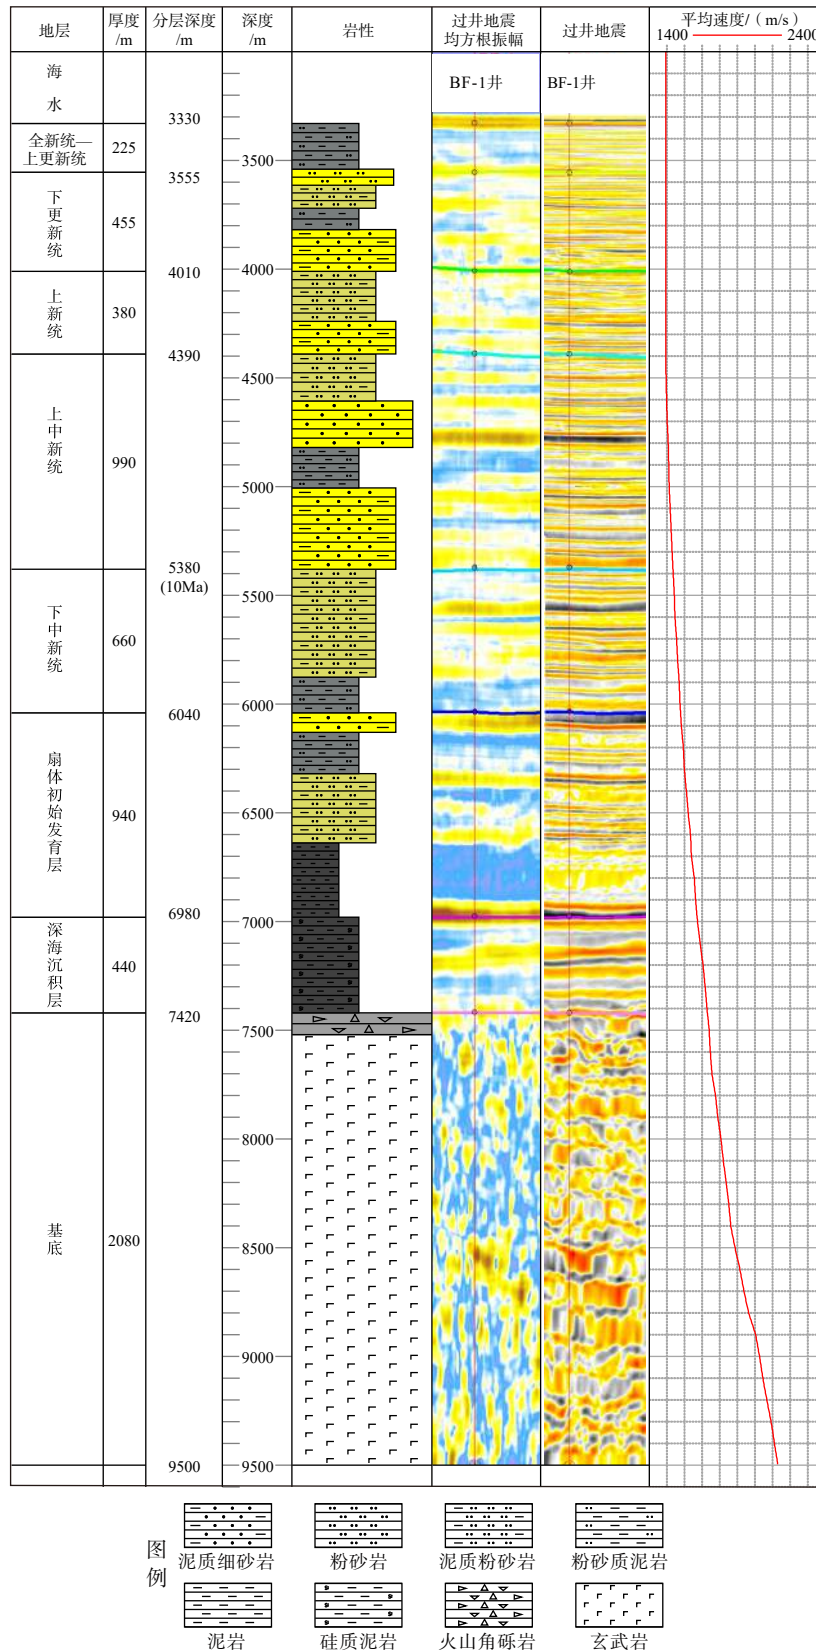 地层
厚度
/m
分层深度
/m
深度
/m
岩性
过井地震
均方根振幅
过井地震
平均速度/（m/s）
1400
2400
海
水
BF-1井
BF-1井
3330
全新统—
上更新统
225
3500
3555
下更新统
455
4000
4010
上新统
380
4390
4500
上中新统
990
5000
5380
(10Ma)
5500
下中新统
660
6000
6040
扇体初始发育层
940
6500
6980
7000
深海沉积层
440
7420
7500
8000
基底
2080
8500
9000
9500
9500
图例
泥质细砂岩
粉砂岩
泥质粉砂岩
粉砂质泥岩
泥岩
硅质泥岩
火山角砾岩
玄武岩